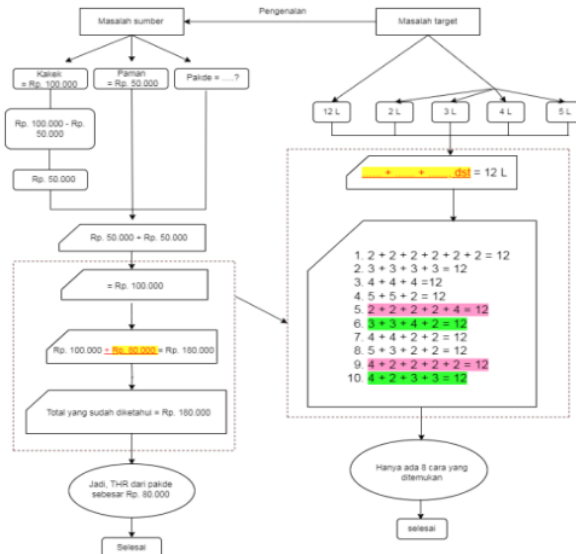 Pengenalan
Masalah sumber
Masalah target
Kakek
= Rp. 100.000
Paman
= Rp. 50.000
Pakde = .....?
Rp. 100.000 - Rp.
50.000
Rp. 50.000
Rp. 50.000 + Rp. 50.000
= Rp. 100.000
Rp. 100.000 + Rp. 80.000 = Rp. 180.000
Total yang sudah diketahui = Rp. 180.000
Jadi, THR dari pakde
sebesar Rp. 80.000
Selesai
12 L
2 L
3 L
4 L
5 L
..... + ..... + ..... dst = 12 L
1. 2 + 2 + 2 + 2 + 2 + 2 = 12
2. 3 + 3 + 3 + 3 = 12
3. 4 + 4 + 4 =12
4. 5 + 5 + 2 = 12
5. 2 + 2 + 2 + 2 + 4 = 12
6. 3 + 3 + 4 + 2 = 12
7. 4 + 4 + 2 + 2 = 12
8. 5 + 3 + 2 + 2 = 12
9. 4 + 2 + 2 + 2 + 2 = 12
10. 4 + 2 + 3 + 3 = 12
Hanya ada 8 cara yang
ditemukan
selesai